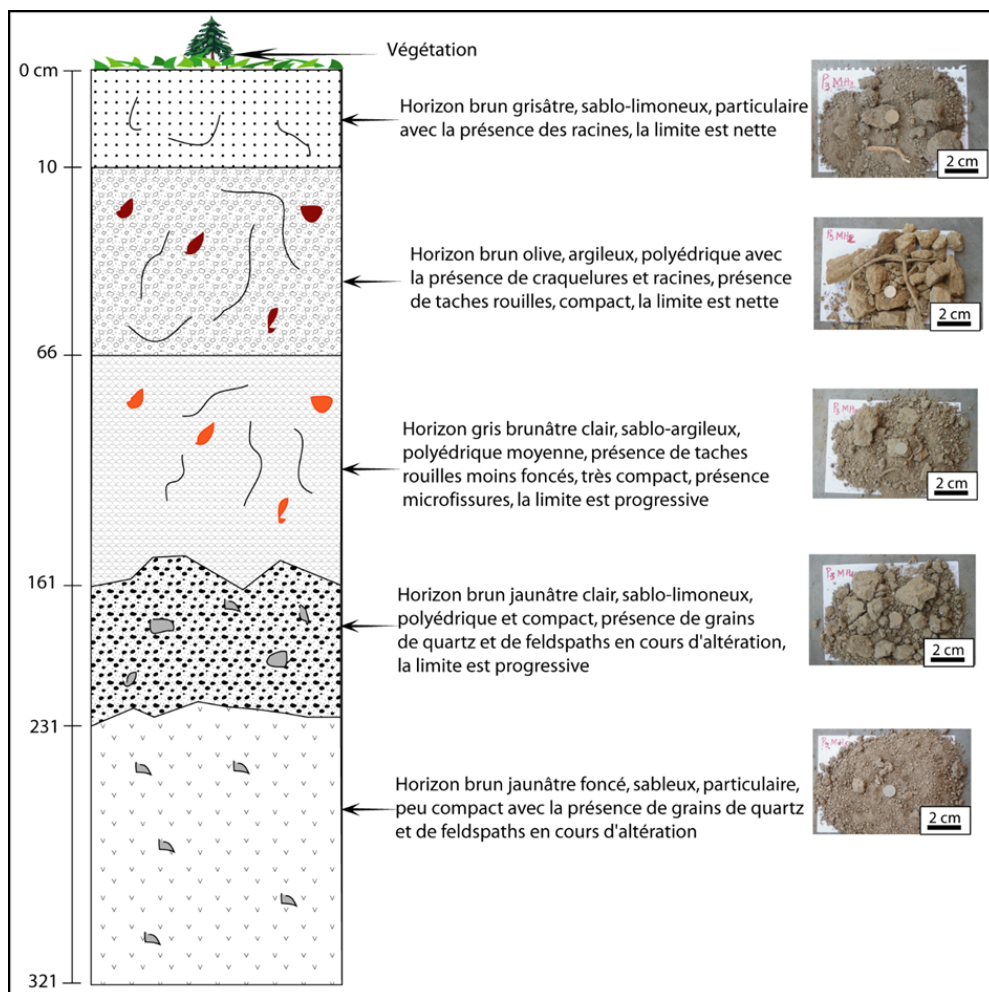 Végétation
0 cm
Horizon brun grisâtre, sablo-limoneux, particulaire
avec la présence des racines, la limite est nette
2 cm
10
Horizon brun olive, argileux, polyédrique avec
la présence de craquelures et racines, présence
de taches rouilles, compact, la limite est nette
2 cm
66
Horizon gris brunâtre clair, sablo-argileux,
polyédrique moyenne, présence de taches
rouilles moins foncés, très compact, présence
microfissures, la limite est progressive
2 cm
161
Horizon brun jaunâtre clair, sablo-limoneux,
polyédrique et compact, présence de grains
de quartz et de feldspaths en cours d'altération,
la limite est progressive
2 cm
231
Horizon brun jaunâtre foncé, sableux, particulaire,
peu compact avec la présence de grains de quartz
et de feldspaths en cours d'altération
2 cm
321